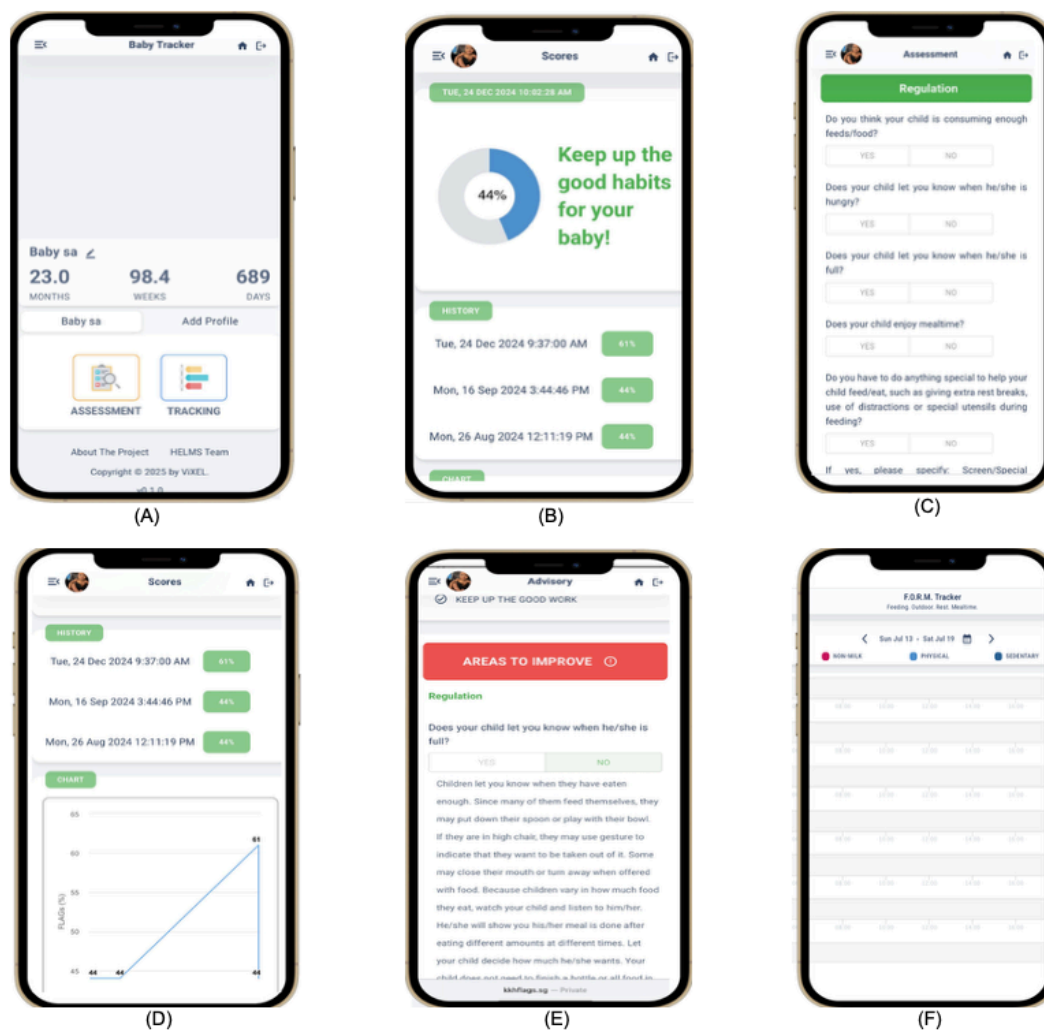 Baby Tracker
Baby sa
23.0 98.4 689
MONTHS WEEKS DAYS
Baby sa Add Profile
ASSESSMENT TRACKING
About The Project HELMS Team
Copyright © 2025 by ViXEL.
v0.1.0
(A)
Scores
TUE, 24 DEC 2024 10:02:28 AM
44%
Keep up the
good habits
for your
baby!
HISTORY
Tue, 24 Dec 2024 9:37:00 AM 61%
Mon, 16 Sep 2024 3:44:46 PM 44%
Mon, 26 Aug 2024 12:11:19 PM 44%
CHART
(B)
Assessment
Regulation
Do you think your child is consuming enough
feeds/food?
YES NO
Does your child let you know when he/she is
hungry?
YES NO
Does your child let you know when he/she is
full?
YES NO
Does your child enjoy mealtime?
YES NO
Do you have to do anything special to help your
child feed/eat, such as giving extra rest breaks,
use of distractions or special utensils during
feeding?
YES NO
If yes, please specify: Screen/Special
(C)
Scores
HISTORY
Tue, 24 Dec 2024 9:37:00 AM 61%
Mon, 16 Sep 2024 3:44:46 PM 44%
Mon, 26 Aug 2024 12:11:19 PM 44%
CHART
65
61
60
55
FLAGs (%)
50
45 44 44 44
(D)
Advisory
KEEP UP THE GOOD WORK
AREAS TO IMPROVE
Regulation
Does your child let you know when he/she is
full?
YES NO
Children let you know when they have eaten
enough. Since many of them feed themselves, they
may put down their spoon or play with their bowl.
If they are in high chair, they may use gesture to
indicate that they want to be taken out of it. Some
may close their mouth or turn away when offered
with food. Because children vary in how much food
they eat, watch your child and listen to him/her.
He/she will show you his/her meal is done after
eating different amounts at different times. Let
your child decide how much he/she wants. Your
child does not need to finish a bottle or all food in
kkhflags.sg — Private
(E)
F.O.R.M. Tracker
Feeding. Outdoor. Rest. Mealtime.
Sun Jul 13 - Sat Jul 19
NON-MILK PHYSICAL SEDENTARY
(F)